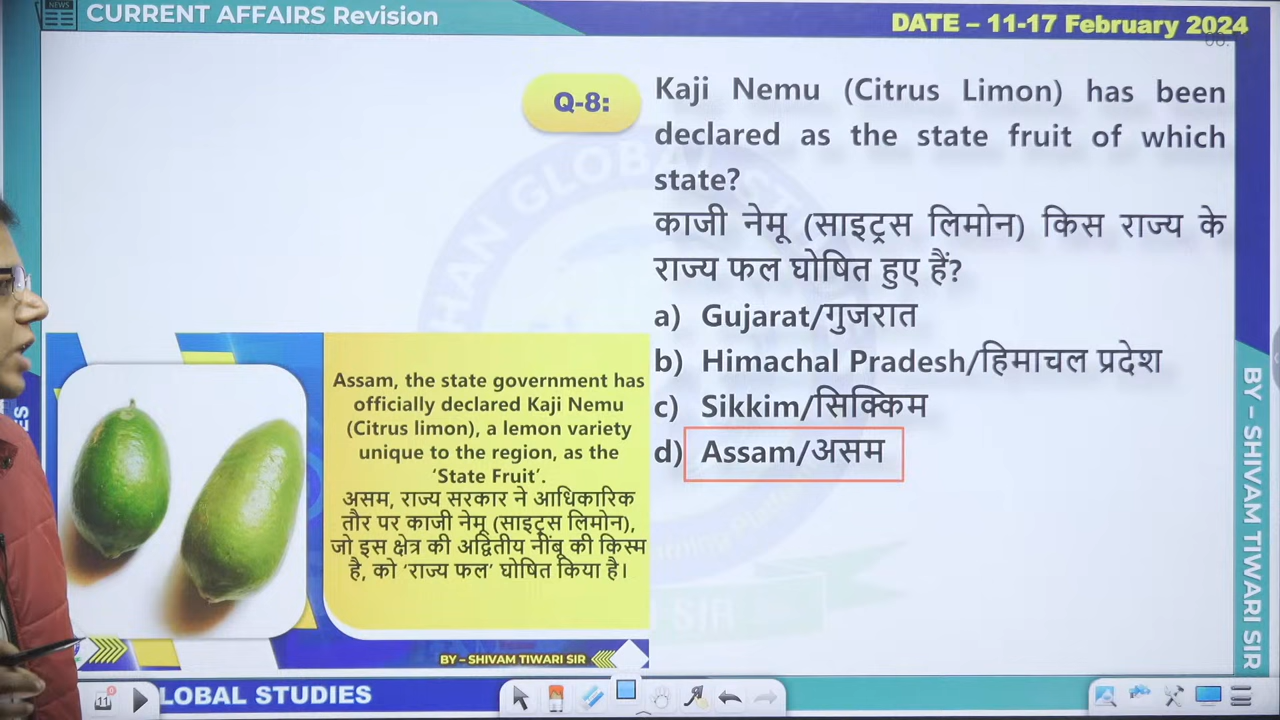 NEWS
CURRENT AFFAIRS Revision
DATE – 11-17 February 2024
Q-8:
Kaji Nemu (Citrus Limon) has been
declared as the state fruit of which
state?
काजी नेमू (साइट्रस लिमोन) किस राज्य के
राज्य फल घोषित हुए हैं?
a) Gujarat/गुजरात
b) Himachal Pradesh/हिमाचल प्रदेश
c) Sikkim/सिक्किम
d) Assam/असम
Assam, the state government has
officially declared Kaji Nemu
(Citrus limon), a lemon variety
unique to the region, as the
‘State Fruit’.
असम, राज्य सरकार ने आधिकारिक
तौर पर काजी नेमू (साइट्रस लिमोन),
जो इस क्षेत्र की अद्वितीय नींबू की किस्म
है, को ‘राज्य फल’ घोषित किया है।
BY – SHIVAM TIWARI SIR
BY – SHIVAM TIWARI SIR
LOBAL STUDIES
11